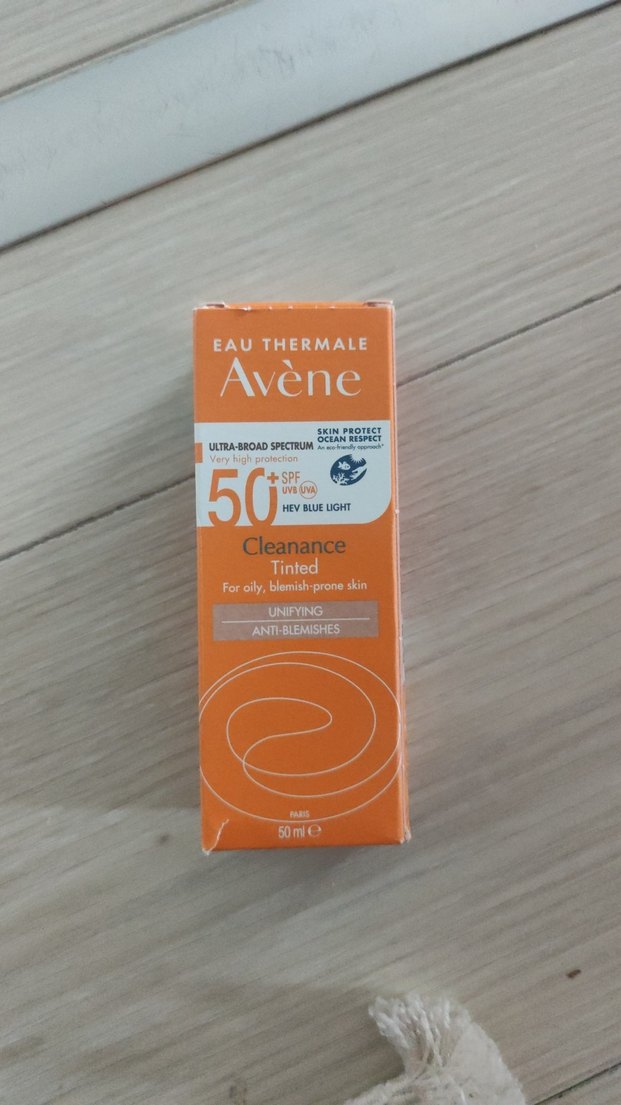 EAU THERMALE
Avène
SKIN PROTECT
OCEAN RESPECT
An eco-friendly approach*
ULTRA-BROAD SPECTRUM
Very high protection
50+ SPF
UVB UVA
HEV BLUE LIGHT
Cleanance
Tinted
For oily, blemish-prone skin
UNIFYING
ANTI-BLEMISHES
PARIS
50 ml ℮